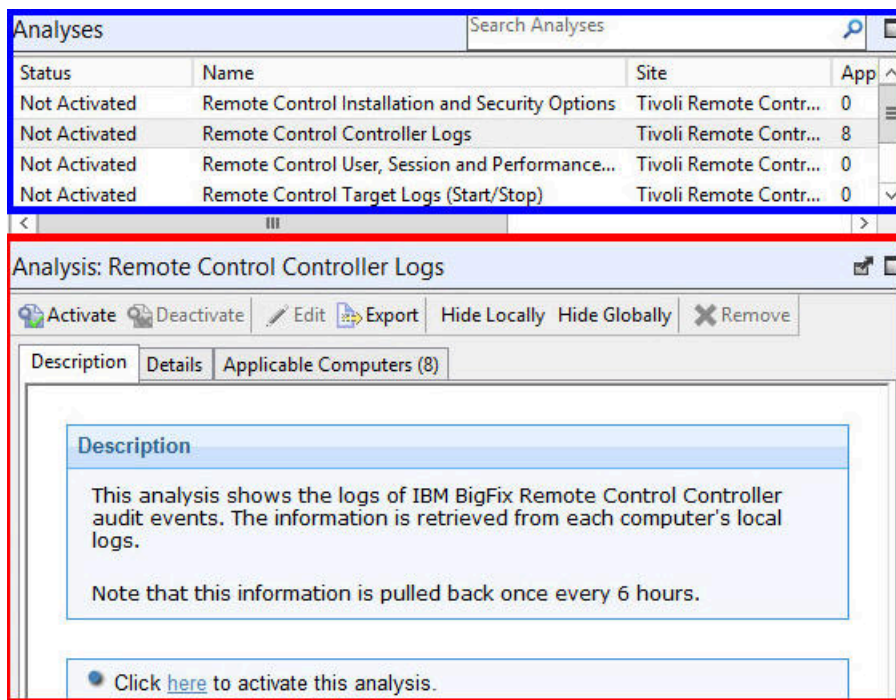 Analyses Search Analyses
Status Name Site App
Not Activated Remote Control Installation and Security Options Tivoli Remote Contr... 0
Not Activated Remote Control Controller Logs Tivoli Remote Contr... 8
Not Activated Remote Control User, Session and Performance... Tivoli Remote Contr... 0
Not Activated Remote Control Target Logs (Start/Stop) Tivoli Remote Contr... 0
Analysis: Remote Control Controller Logs
Activate Deactivate Edit Export Hide Locally Hide Globally Remove
Description Details Applicable Computers (8)
Description
This analysis shows the logs of IBM BigFix Remote Control Controller
audit events. The information is retrieved from each computer's local
logs.
Note that this information is pulled back once every 6 hours.
Click here to activate this analysis.